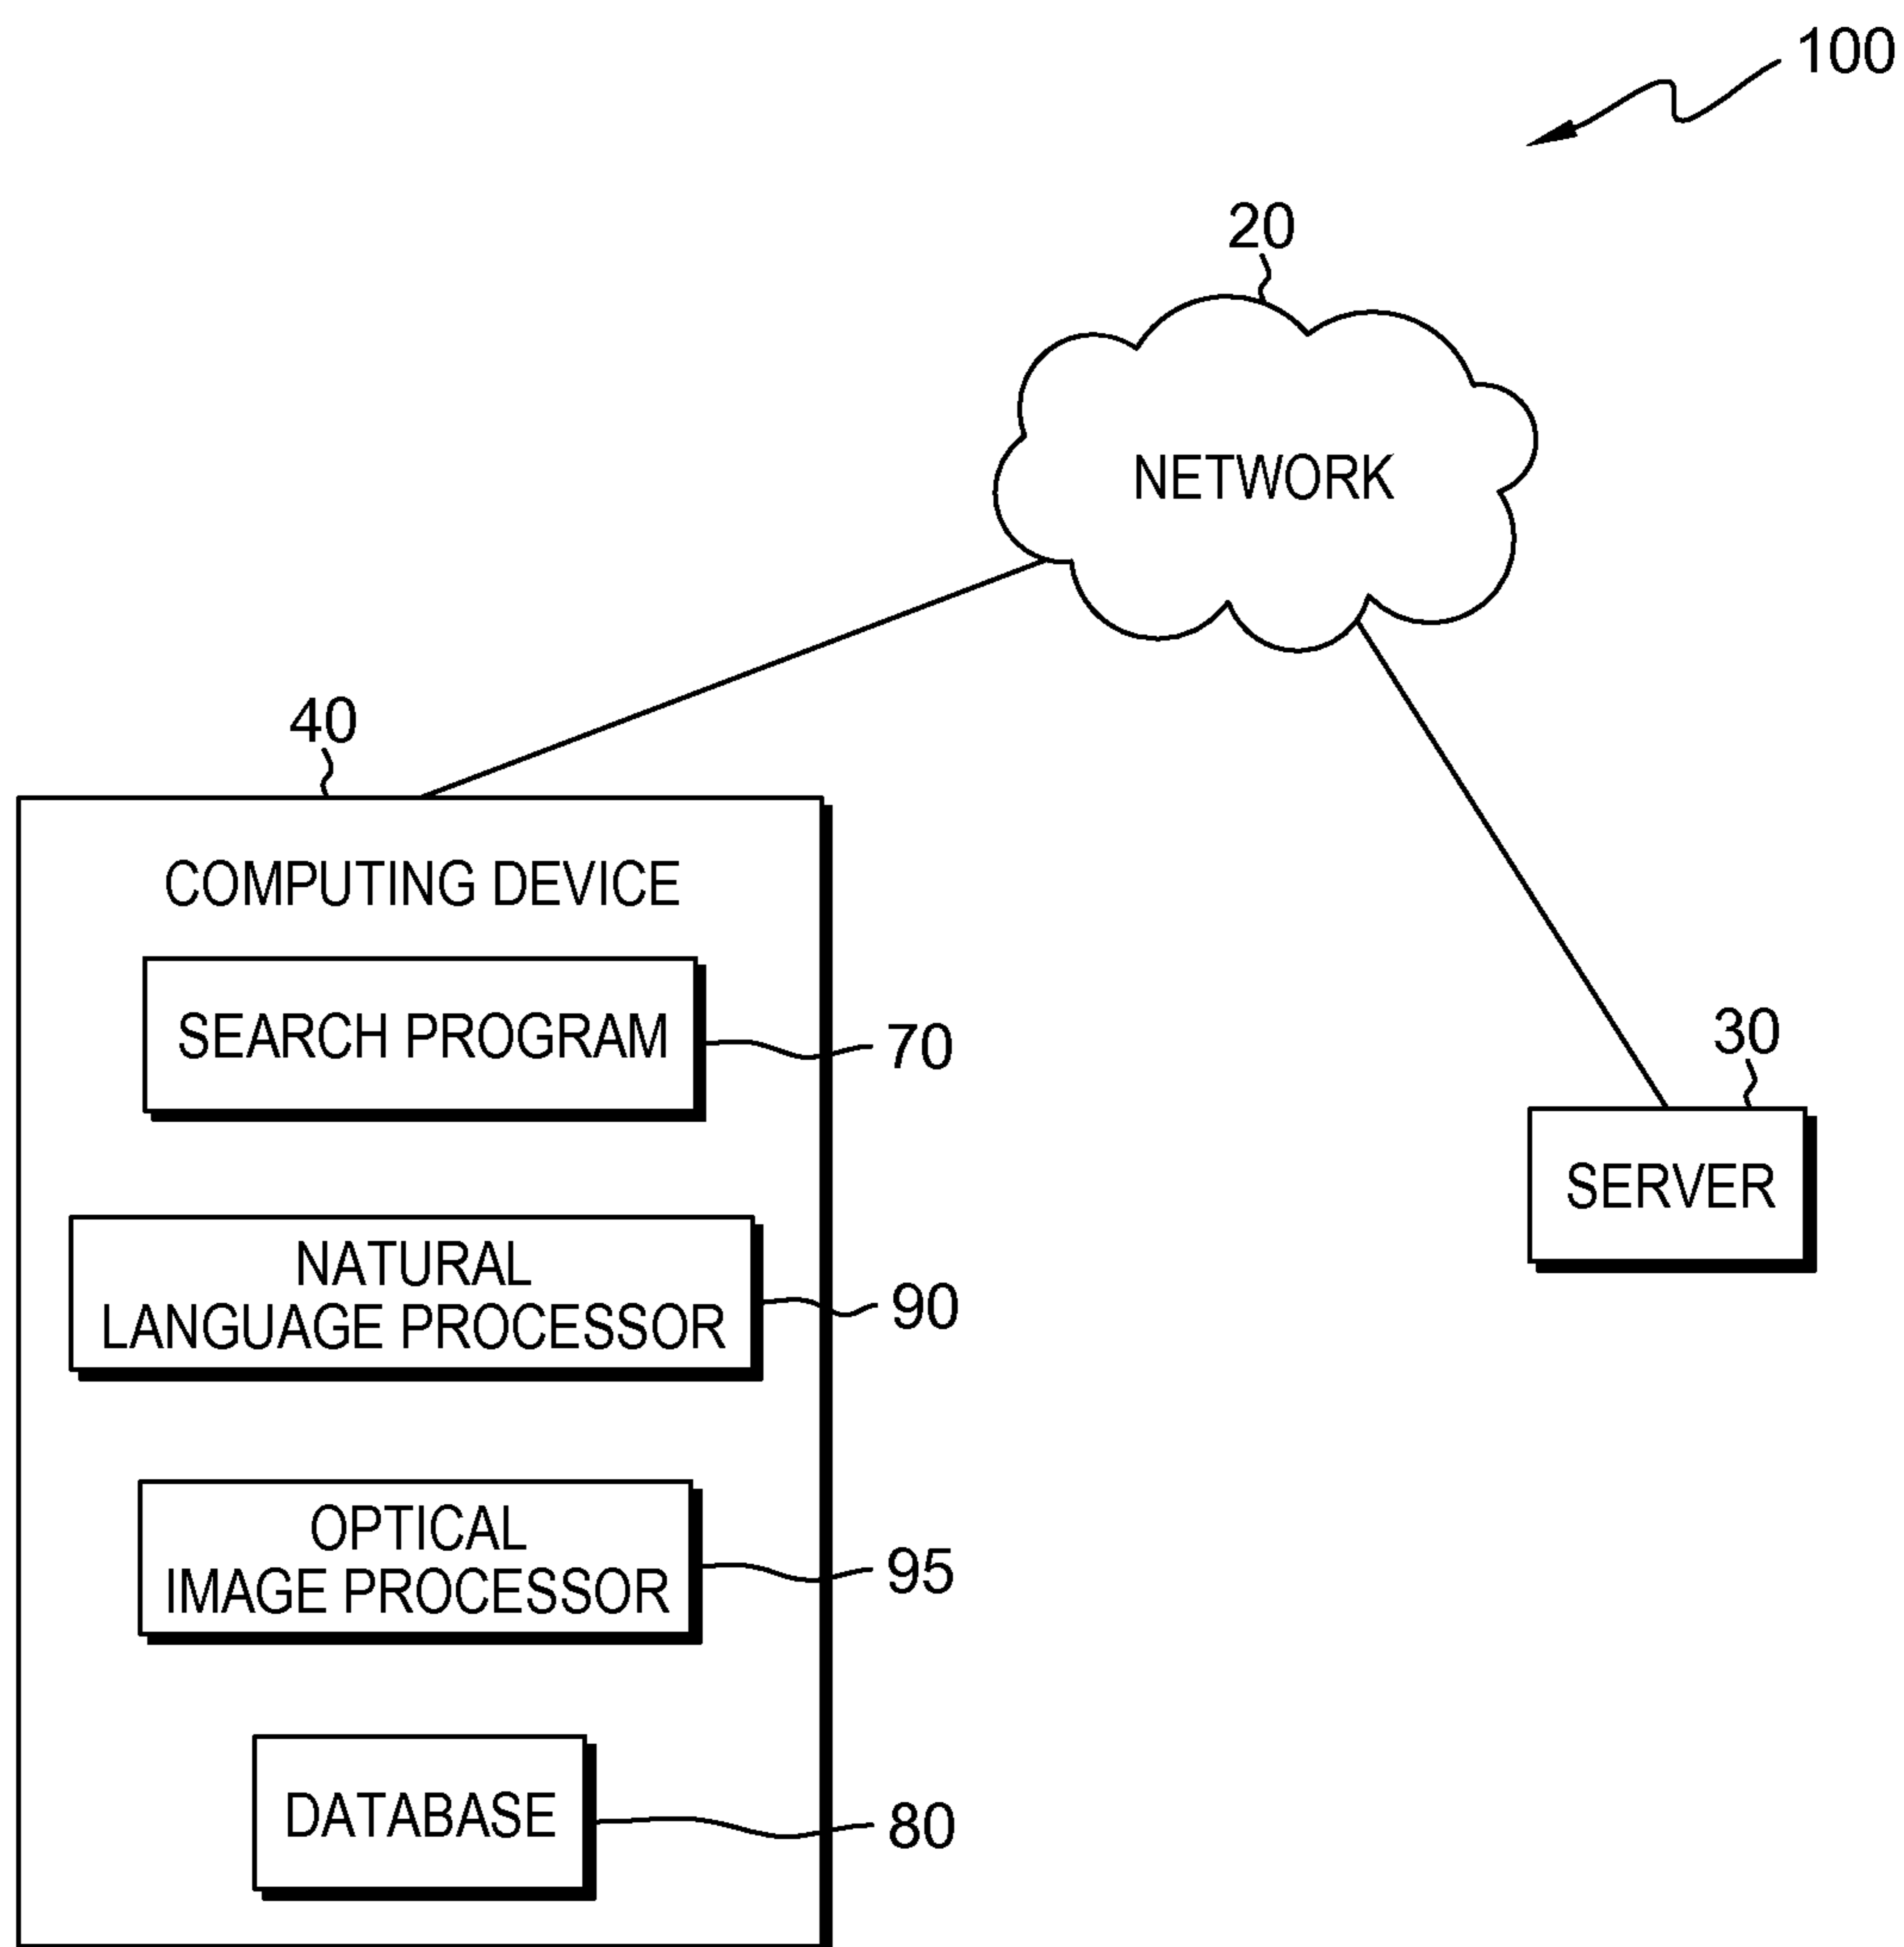 100
20
NETWORK
40
COMPUTING DEVICE
SEARCH PROGRAM
70
30
SERVER
NATURAL
LANGUAGE PROCESSOR
90
OPTICAL
IMAGE PROCESSOR
95
DATABASE
80